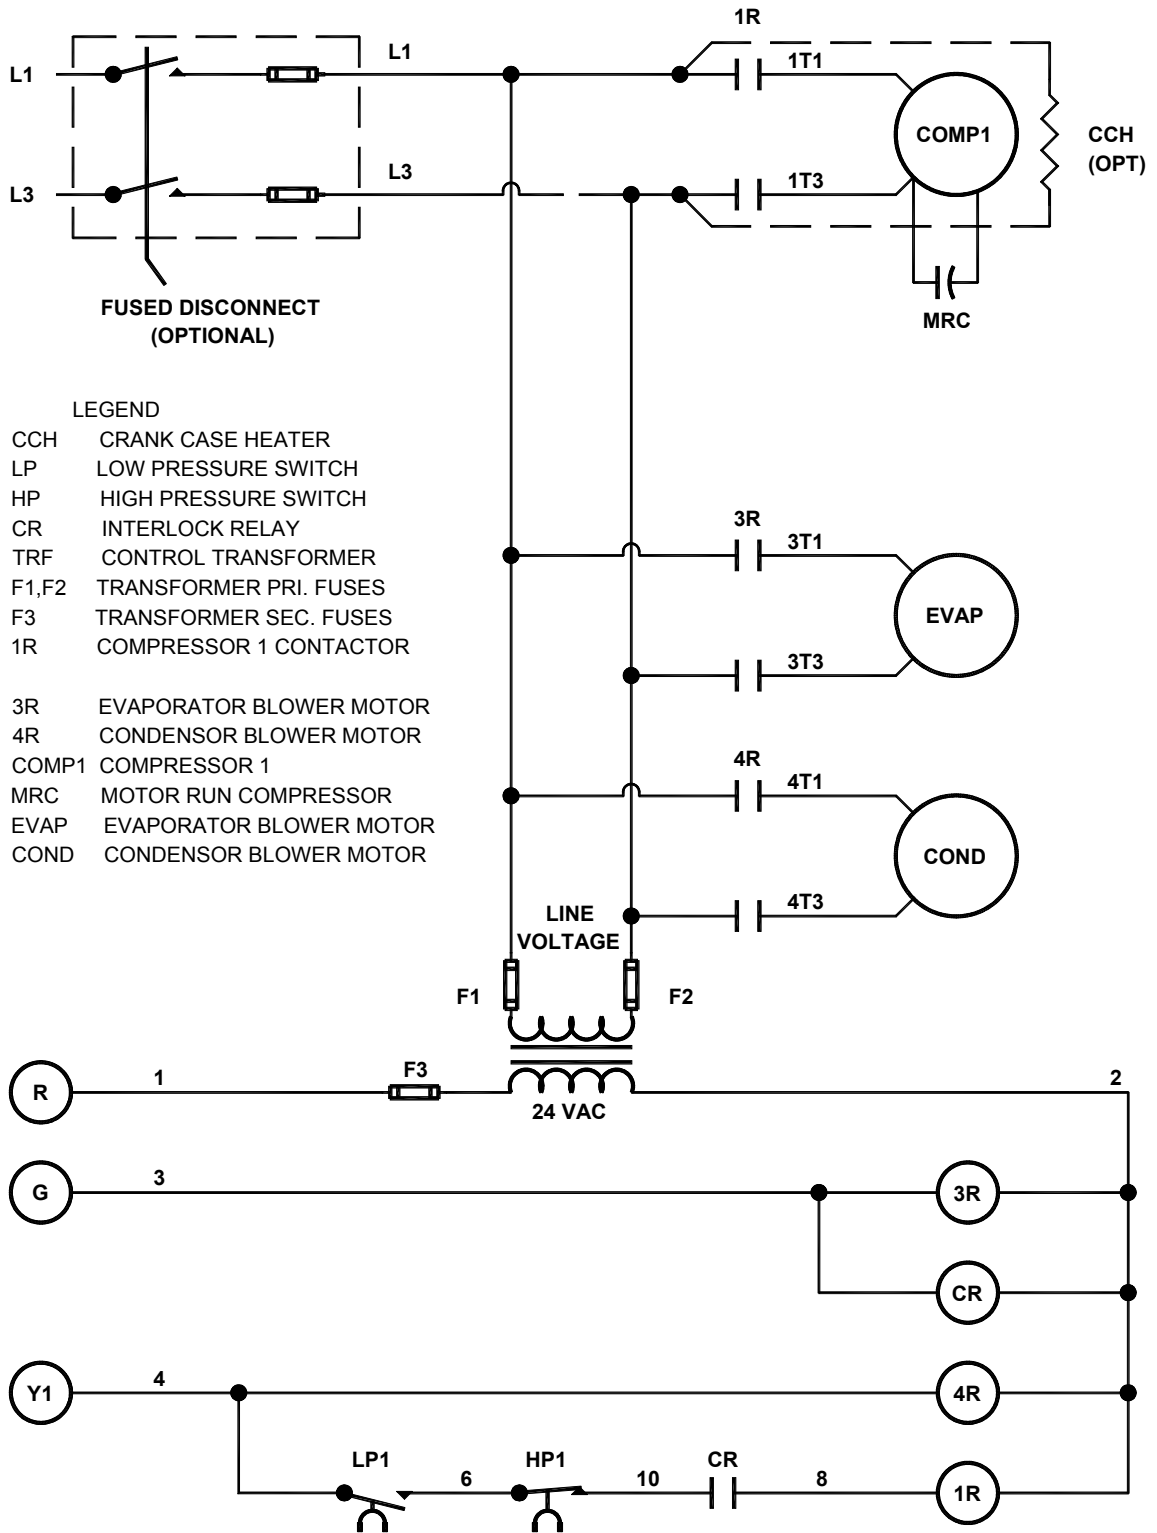 1R
L1
L1
1T1
COMP1
CCH
(OPT)
L3
L3
1T3
FUSED DISCONNECT
(OPTIONAL)
MRC
LEGEND
CCH CRANK CASE HEATER
LP LOW PRESSURE SWITCH
HP HIGH PRESSURE SWITCH
CR INTERLOCK RELAY
TRF CONTROL TRANSFORMER
F1,F2 TRANSFORMER PRI. FUSES
F3 TRANSFORMER SEC. FUSES
1R COMPRESSOR 1 CONTACTOR
3R EVAPORATOR BLOWER MOTOR
4R CONDENSOR BLOWER MOTOR
COMP1 COMPRESSOR 1
MRC MOTOR RUN COMPRESSOR
EVAP EVAPORATOR BLOWER MOTOR
COND CONDENSOR BLOWER MOTOR
3R
3T1
EVAP
3T3
4R
4T1
COND
4T3
LINE
VOLTAGE
F1
F2
R
1
F3
24 VAC
2
G
3
3R
CR
Y1
4
4R
LP1
6
HP1
10
CR
8
1R